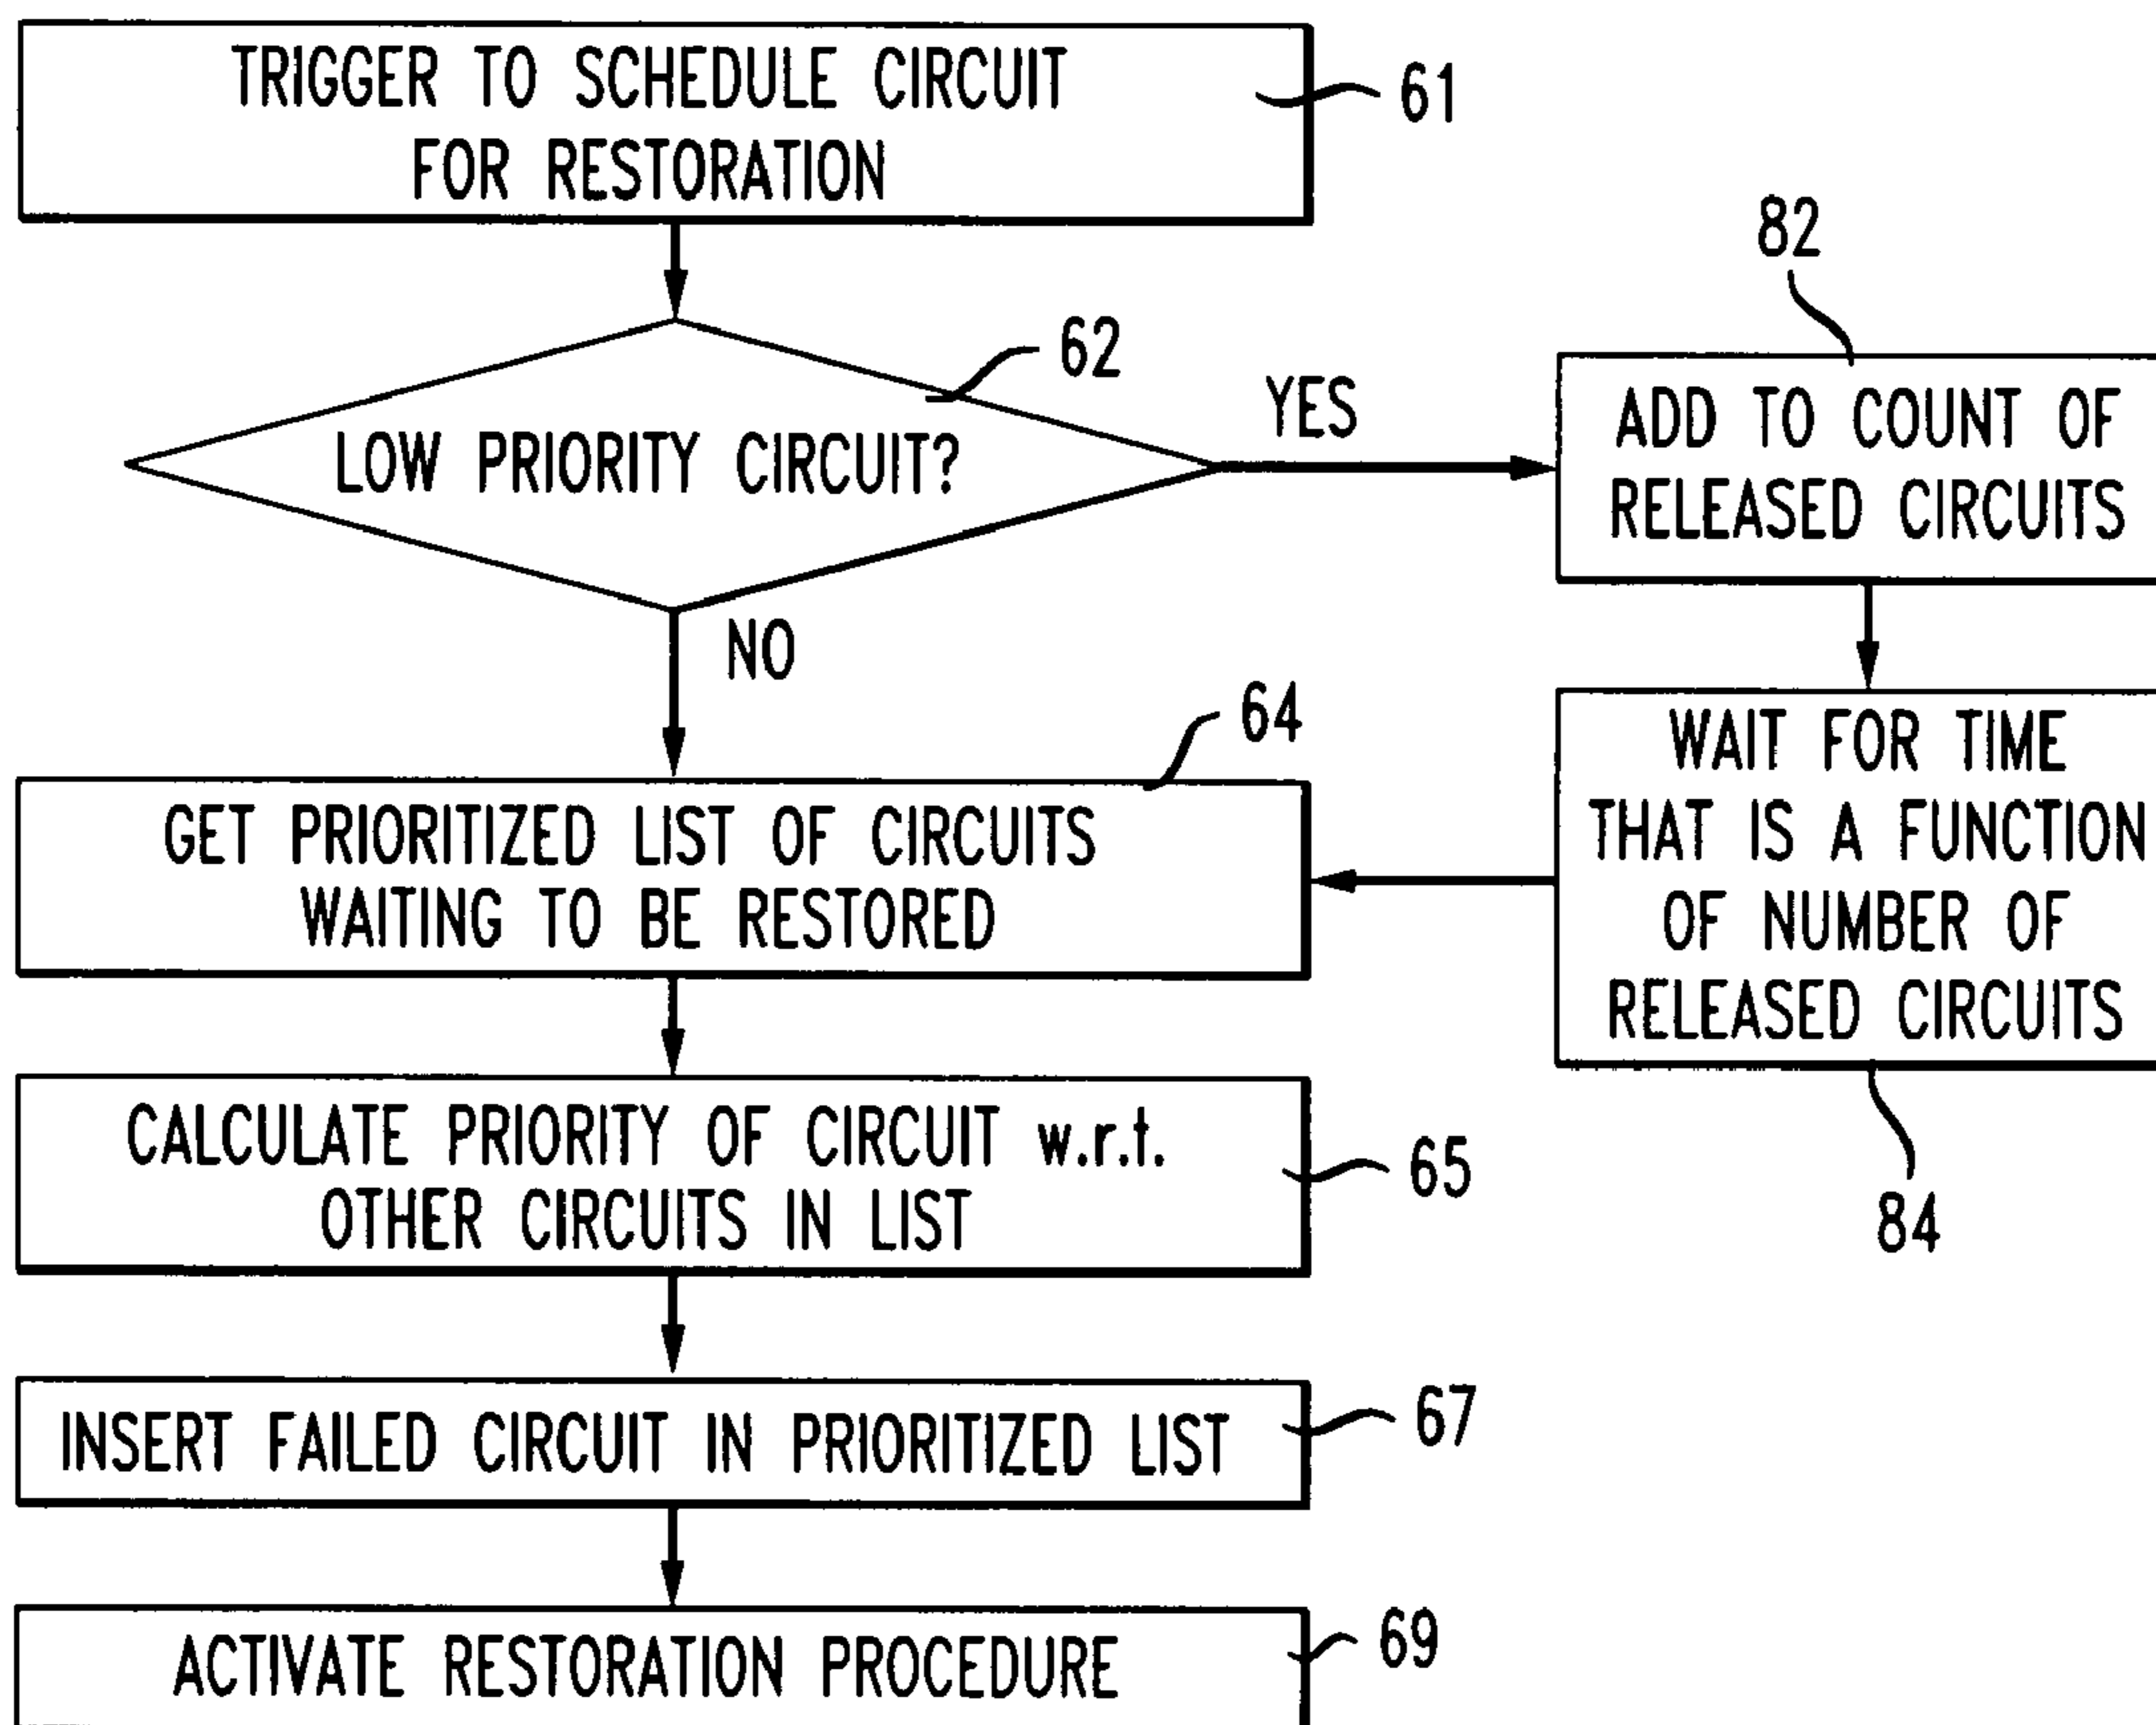 TRIGGER TO SCHEDULE CIRCUIT
FOR RESTORATION
61
LOW PRIORITY CIRCUIT?
62
YES
NO
82
ADD TO COUNT OF
RELEASED CIRCUITS
WAIT FOR TIME
THAT IS A FUNCTION
OF NUMBER OF
RELEASED CIRCUITS
84
64
GET PRIORITIZED LIST OF CIRCUITS
WAITING TO BE RESTORED
CALCULATE PRIORITY OF CIRCUIT w.r.t.
OTHER CIRCUITS IN LIST
65
INSERT FAILED CIRCUIT IN PRIORITIZED LIST
67
ACTIVATE RESTORATION PROCEDURE
69